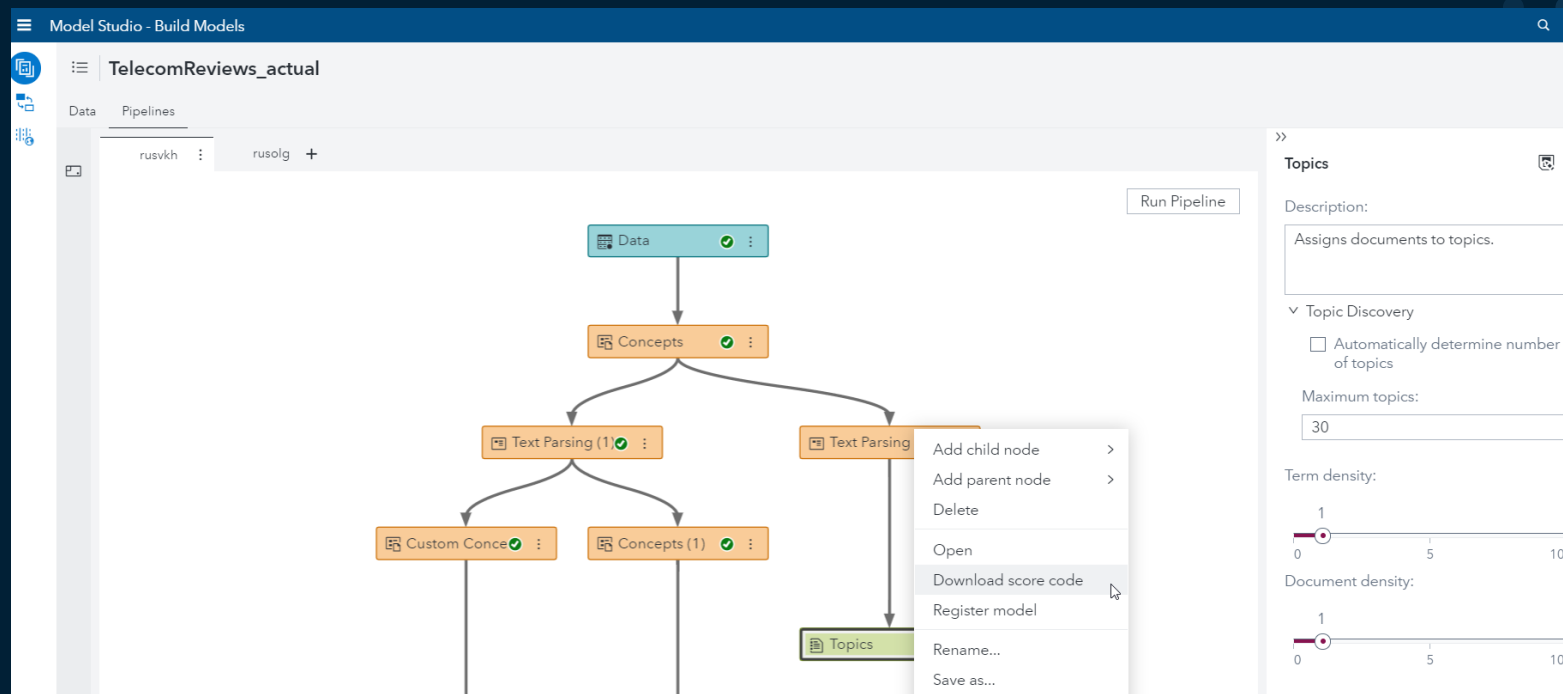 Model Studio - Build Models
TelecomReviews_actual
Data
Pipelines
rusvkh
rusolg
Run Pipeline
Data
Concepts
Text Parsing (1)
Text Parsing
Custom Conce
Concepts (1)
Topics
Add child node
Add parent node
Delete
Open
Download score code
Register model
Rename...
Save as...
Topics
Description:
Assigns documents to topics.
Topic Discovery
Automatically determine number
of topics
Maximum topics:
30
Term density:
1
0 5 10
Document density:
1
0 5 10